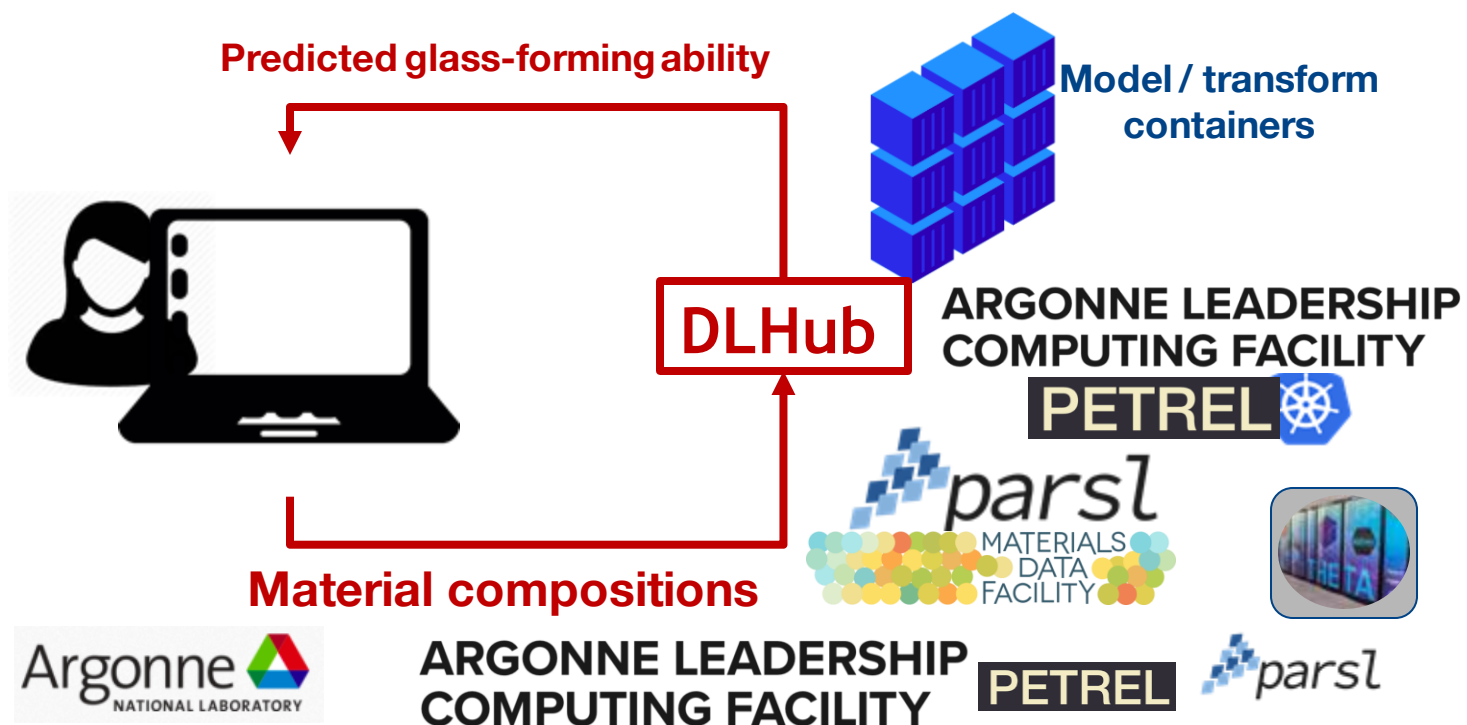 Predicted glass-forming ability
Model / transform
containers
DLHub
ARGONNE LEADERSHIP
COMPUTING FACILITY
PETREL
parsl
MATERIALS
DATA
FACILITY
THETA
Material compositions
Argonne
NATIONAL LABORATORY
ARGONNE LEADERSHIP
COMPUTING FACILITY
PETREL
parsl